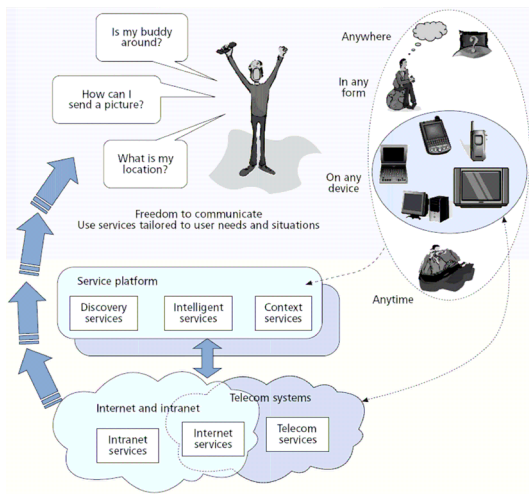 Is my buddy
around?
How can I
send a picture?
What is my
location?
Anywhere
In any
form
On any
device
Anytime
Freedom to communicate
Use services tailored to user needs and situations
Service platform
Discovery
services
Intelligent
services
Context
services
Internet and intranet
Telecom systems
Intranet
services
Internet
services
Telecom
services
?